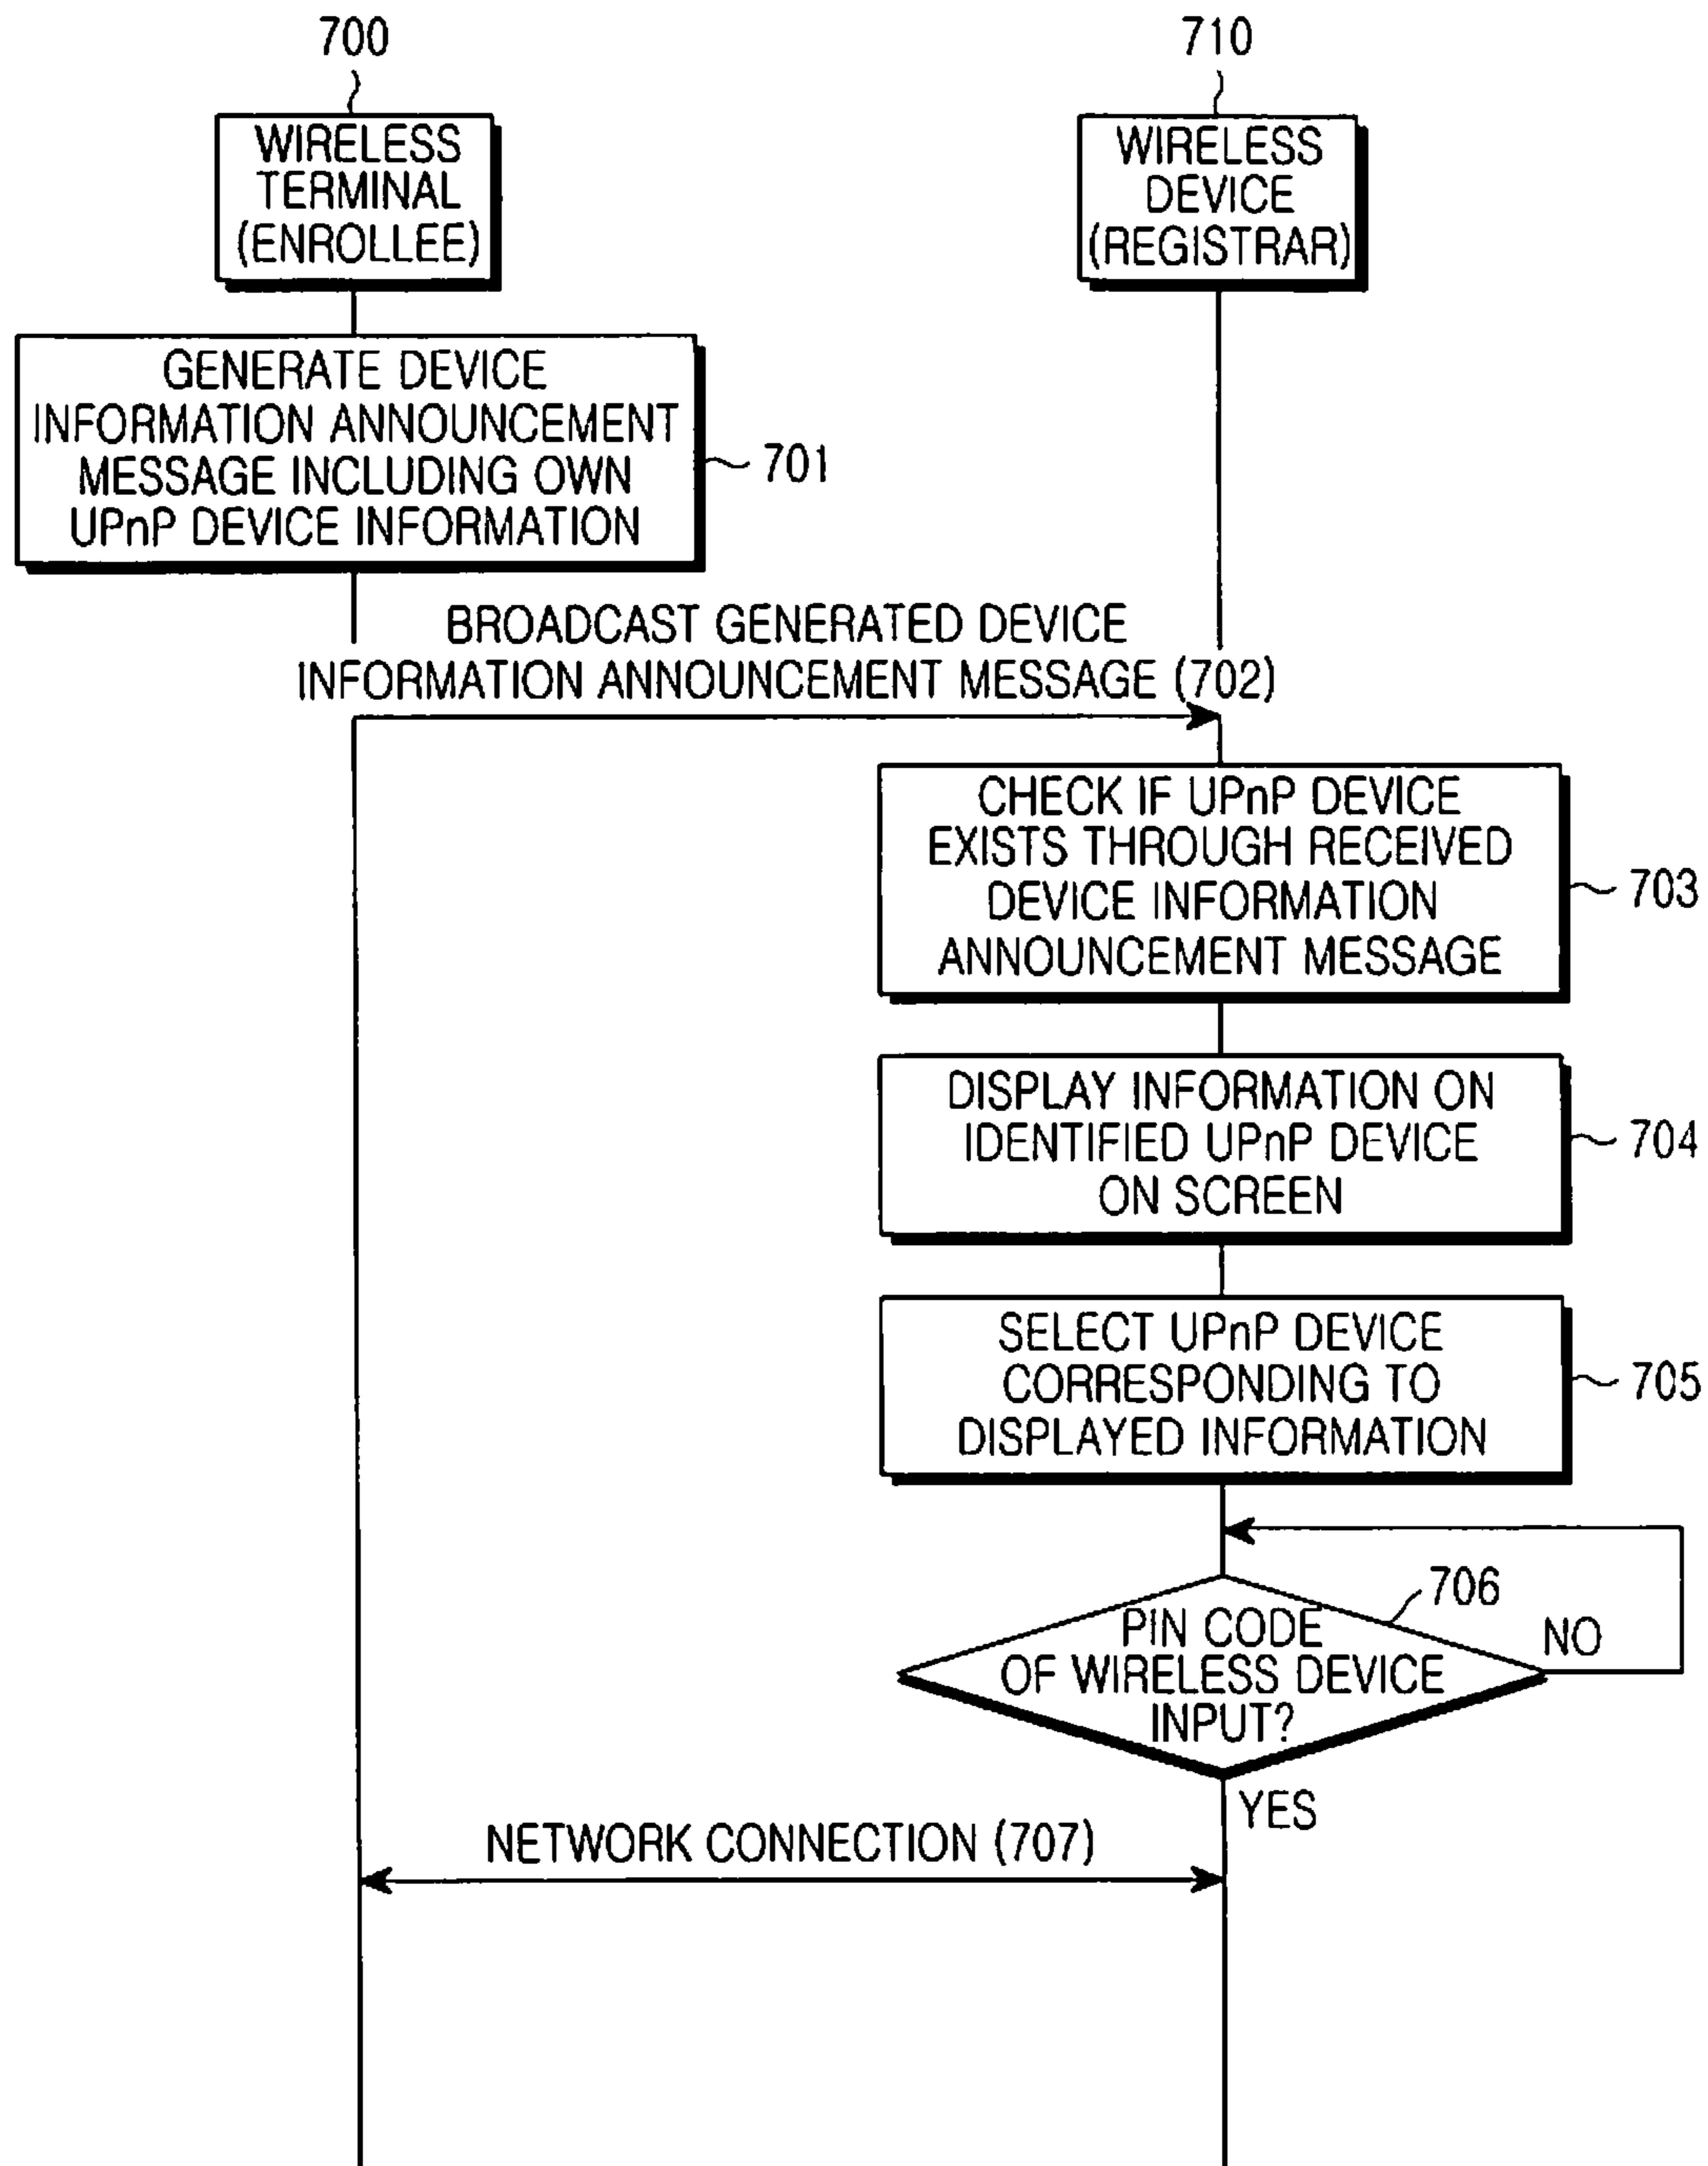 700
710
WIRELESS
TERMINAL
(ENROLLEE)
WIRELESS
DEVICE
(REGISTRAR)
GENERATE DEVICE
INFORMATION ANNOUNCEMENT
MESSAGE INCLUDING OWN
UPnP DEVICE INFORMATION
701
BROADCAST GENERATED DEVICE
INFORMATION ANNOUNCEMENT MESSAGE (702)
CHECK IF UPnP DEVICE
EXISTS THROUGH RECEIVED
DEVICE INFORMATION
ANNOUNCEMENT MESSAGE
703
DISPLAY INFORMATION ON
IDENTIFIED UPnP DEVICE
ON SCREEN
704
SELECT UPnP DEVICE
CORRESPONDING TO
DISPLAYED INFORMATION
705
706
PIN CODE
OF WIRELESS DEVICE
INPUT?
NO
YES
NETWORK CONNECTION (707)